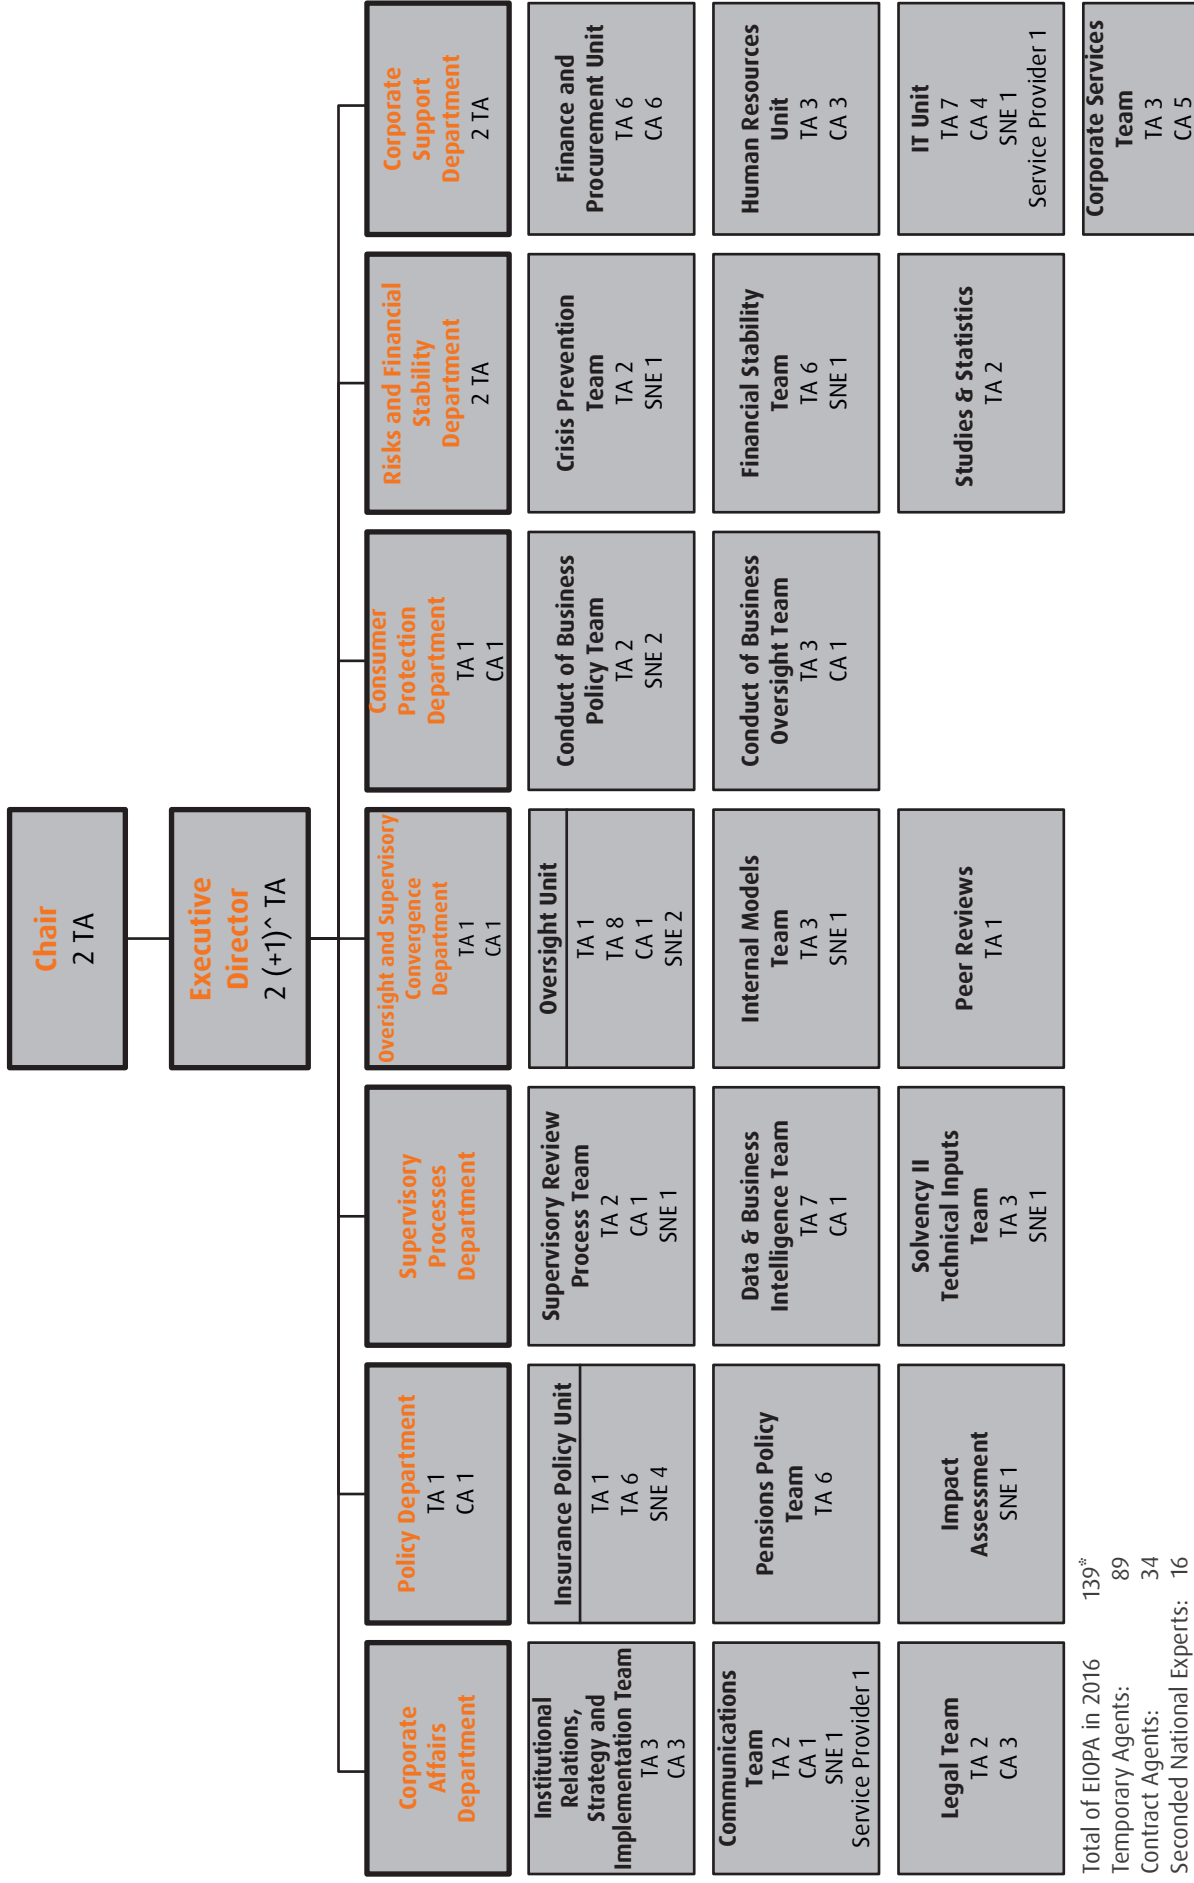 Chair
2 TA
Executive
Director
2 (+1)^ TA
Corporate
Affairs
Department
Policy Department
TA 1
CA 1
Supervisory
Processes
Department
Oversight and Supervisory
Convergence
Department
TA 1
CA 1
Consumer
Protection
Department
TA 1
CA 1
Risks and Financial
Stability
Department
2 TA
Corporate
Support
Department
2 TA
Institutional
Relations,
Strategy and
Implementation Team
TA 3
CA 3
Insurance Policy Unit
TA 1
TA 6
SNE 4
Supervisory Review
Process Team
TA 2
CA 1
SNE 1
Oversight Unit
TA 1
TA 8
CA 1
SNE 2
Conduct of Business
Policy Team
TA 2
SNE 2
Crisis Prevention
Team
TA 2
SNE 1
Finance and
Procurement Unit
TA 6
CA 6
Communications
Team
TA 2
CA 1
SNE 1
Service Provider 1
Pensions Policy
Team
TA 6
Data & Business
Intelligence Team
TA 7
CA 1
Internal Models
Team
TA 3
SNE 1
Conduct of Business
Oversight Team
TA 3
CA 1
Financial Stability
Team
TA 6
SNE 1
Human Resources
Unit
TA 3
CA 3
Legal Team
TA 2
CA 3
Impact
Assessment
SNE 1
Solvency II
Technical Inputs
Team
TA 3
SNE 1
Peer Reviews
TA 1
Studies & Statistics
TA 2
IT Unit
TA 7
CA 4
SNE 1
Service Provider 1
Corporate Services
Team
TA 3
CA 5
Total of EIOPA in 2016 139*
Temporary Agents: 89
Contract Agents: 34
Seconded National Experts: 16